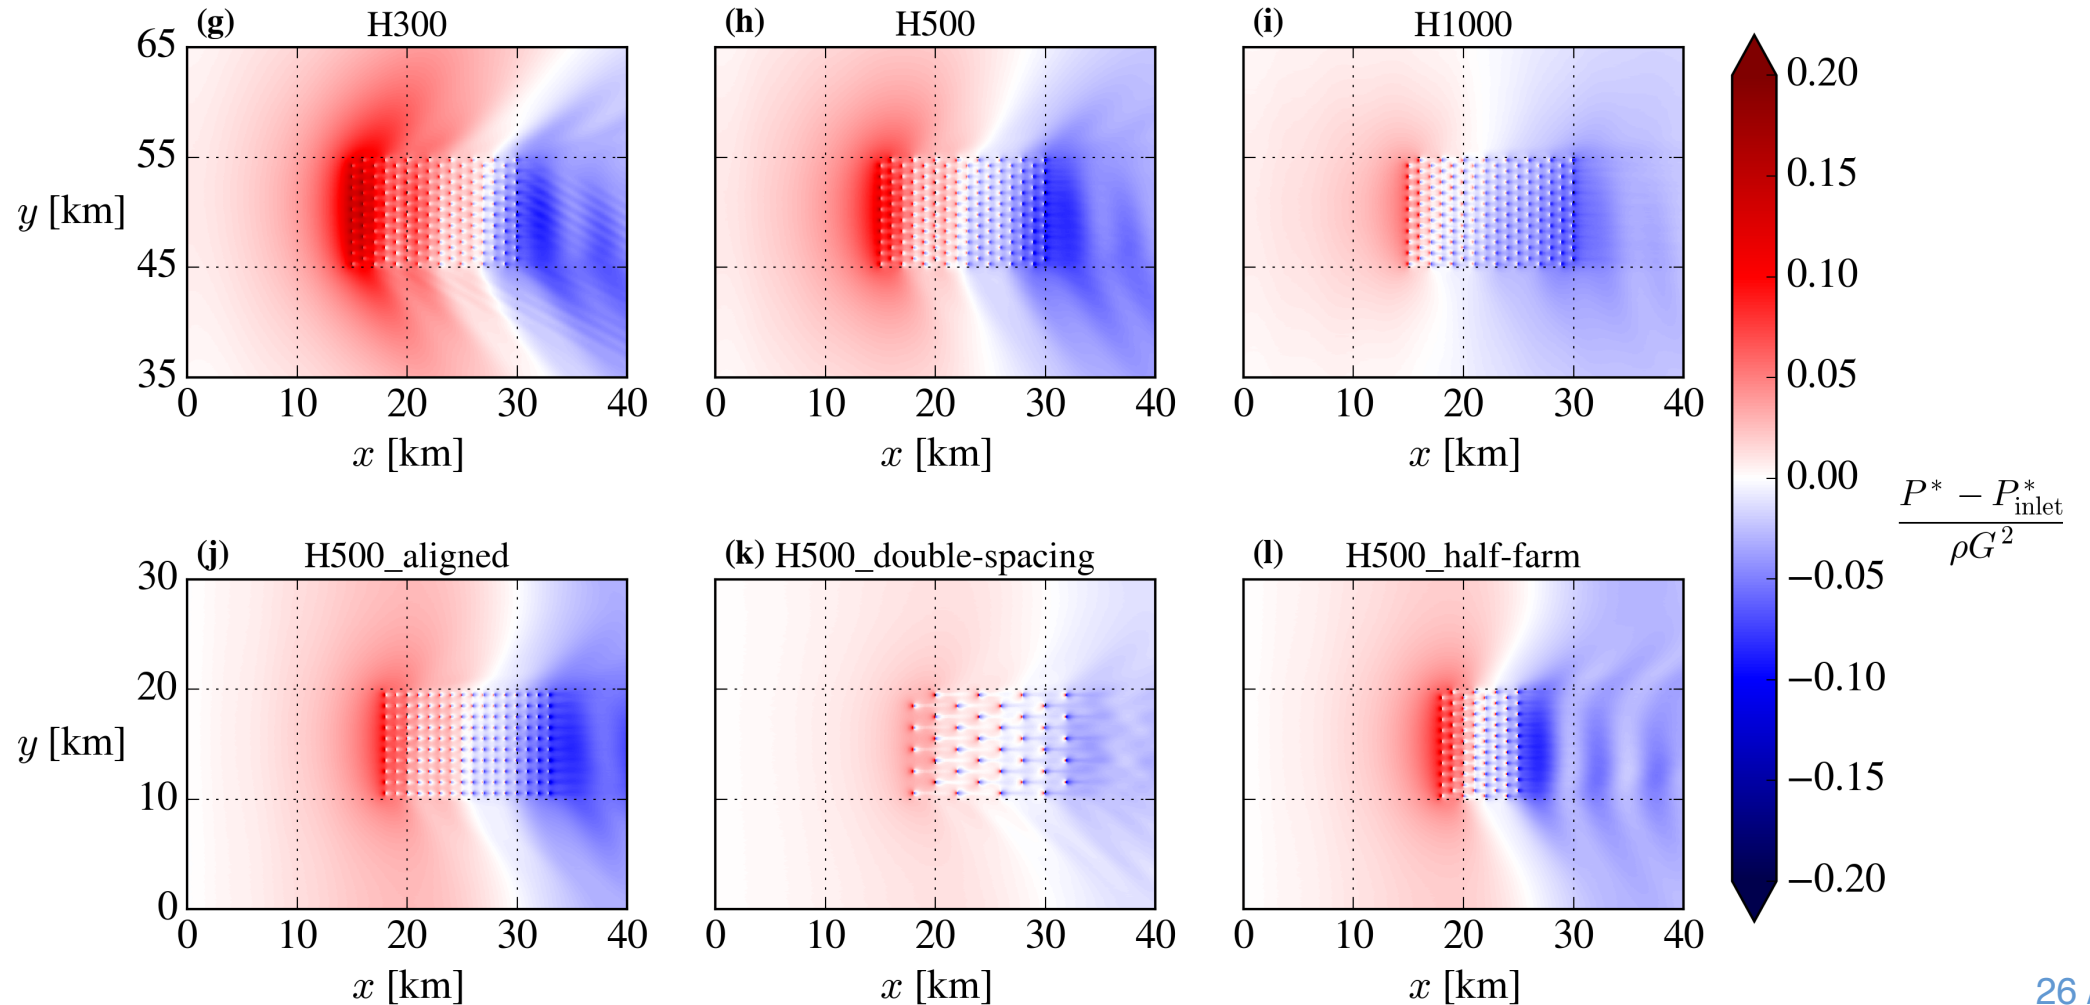 (g) H300
(h) H500
(i) H1000
65
55
45
35
y [km]
0 10 20 30 40
0 10 20 30 40
0 10 20 30 40
x [km]
x [km]
x [km]
(j) H500_aligned
(k) H500_double-spacing
(l) H500_half-farm
30
20
10
0
y [km]
0 10 20 30 40
0 10 20 30 40
0 10 20 30 40
x [km]
x [km]
x [km]
0.20
0.15
0.10
0.05
0.00
−0.05
−0.10
−0.15
−0.20
P* − P*inlet
ρG²
26